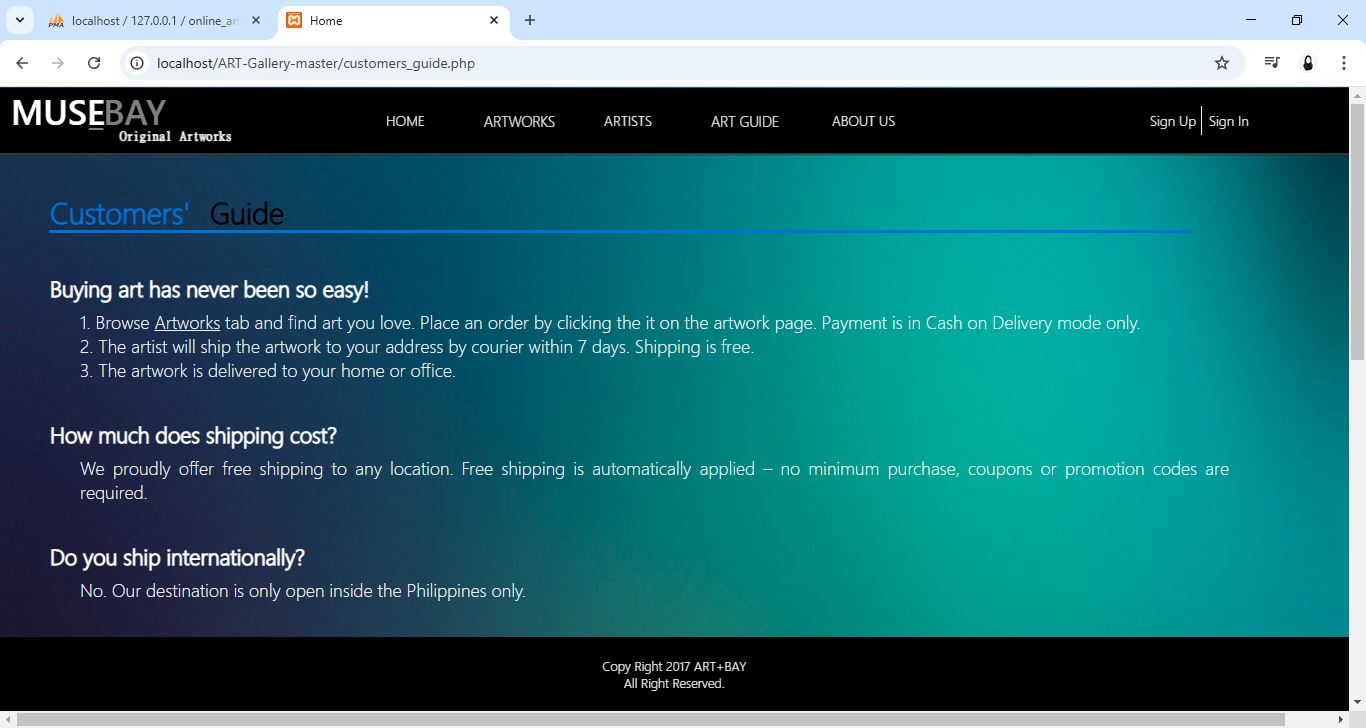 localhost / 127.0.0.1 / online_ar
Home
localhost/ART-Gallery-master/customers_guide.php
MUSEBAY
Original Artworks
HOME
ARTWORKS
ARTISTS
ART GUIDE
ABOUT US
Sign Up
Sign In
Customers' Guide
Buying art has never been so easy!
1. Browse Artworks tab and find art you love. Place an order by clicking the it on the artwork page. Payment is in Cash on Delivery mode only.
2. The artist will ship the artwork to your address by courier within 7 days. Shipping is free.
3. The artwork is delivered to your home or office.
How much does shipping cost?
We proudly offer free shipping to any location. Free shipping is automatically applied – no minimum purchase, coupons or promotion codes are
required.
Do you ship internationally?
No. Our destination is only open inside the Philippines only.
Copy Right 2017 ART+BAY
All Right Reserved.